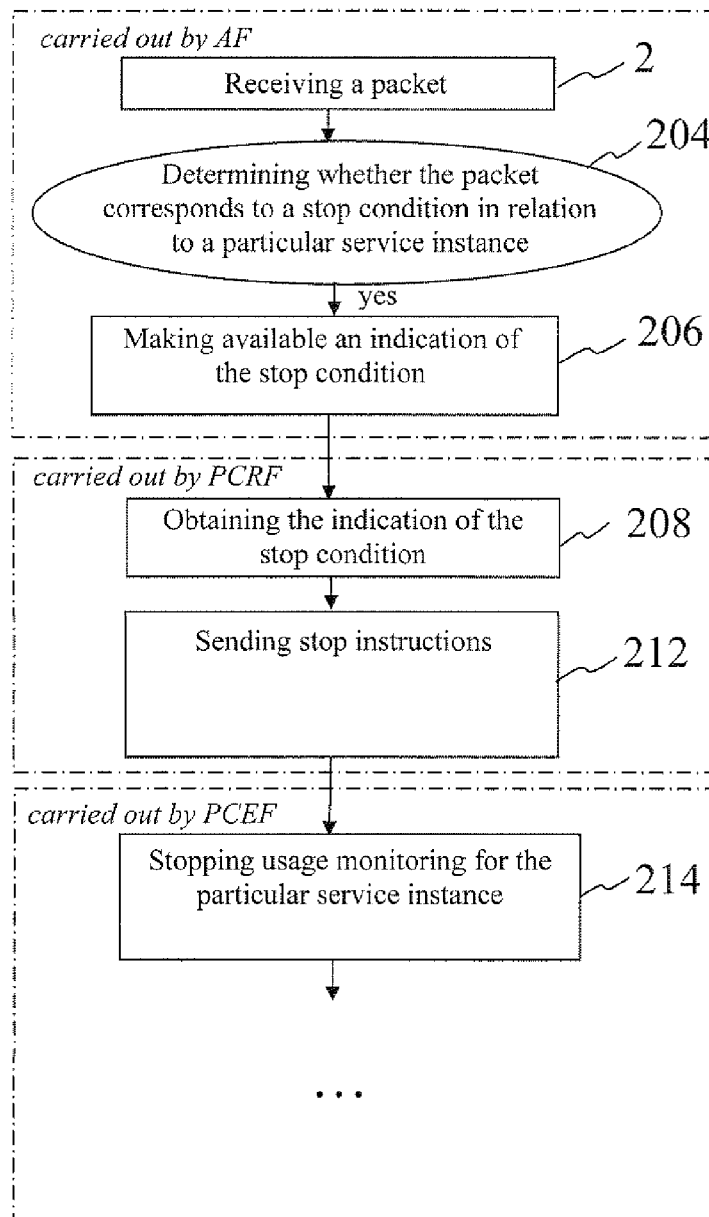 carried out by AF
Receiving a packet
2
204
Determining whether the packet
corresponds to a stop condition in relation
to a particular service instance
yes
Making available an indication of
the stop condition
206
carried out by PCRF
Obtaining the indication of the
stop condition
208
Sending stop instructions
212
carried out by PCEF
Stopping usage monitoring for the
particular service instance
214
...